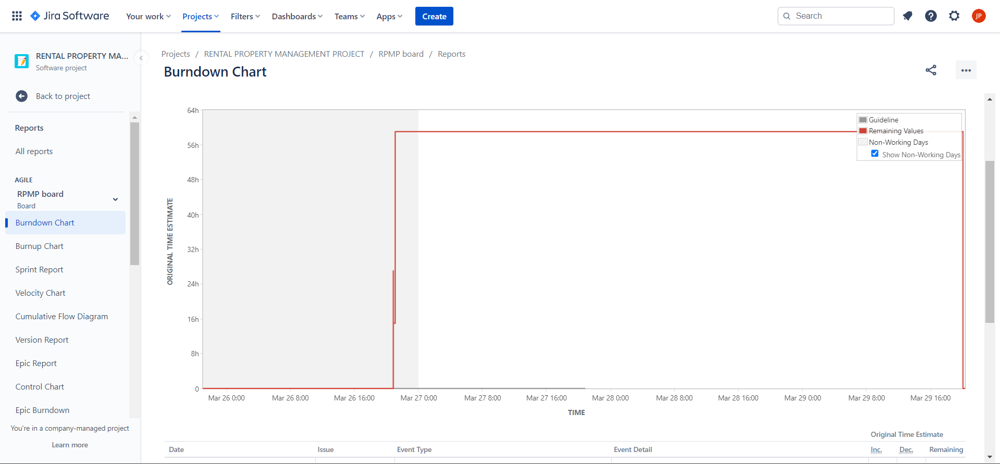 Jira Software Your work Projects Filters Dashboards Teams Apps Create Search JP
RENTAL PROPERTY MA...
Software project
Back to project
Reports
All reports
AGILE
RPMP board
Board
Burndown Chart
Burnup Chart
Sprint Report
Velocity Chart
Cumulative Flow Diagram
Version Report
Epic Report
Control Chart
Epic Burndown
You're in a company-managed project
Learn more
Projects / RENTAL PROPERTY MANAGEMENT PROJECT / RPMP board / Reports
Burndown Chart
ORIGINAL TIME ESTIMATE
64h
56h
48h
40h
32h
24h
16h
8h
0
Guideline
Remaining Values
Non-Working Days
Show Non-Working Days
Mar 26 0:00 Mar 26 8:00 Mar 26 16:00 Mar 27 0:00 Mar 27 8:00 Mar 27 16:00 Mar 28 0:00 Mar 28 8:00 Mar 28 16:00 Mar 29 0:00 Mar 29 8:00 Mar 29 16:00
TIME
Original Time Estimate
Date Issue Event Type Event Detail Inc. Dec. Remaining